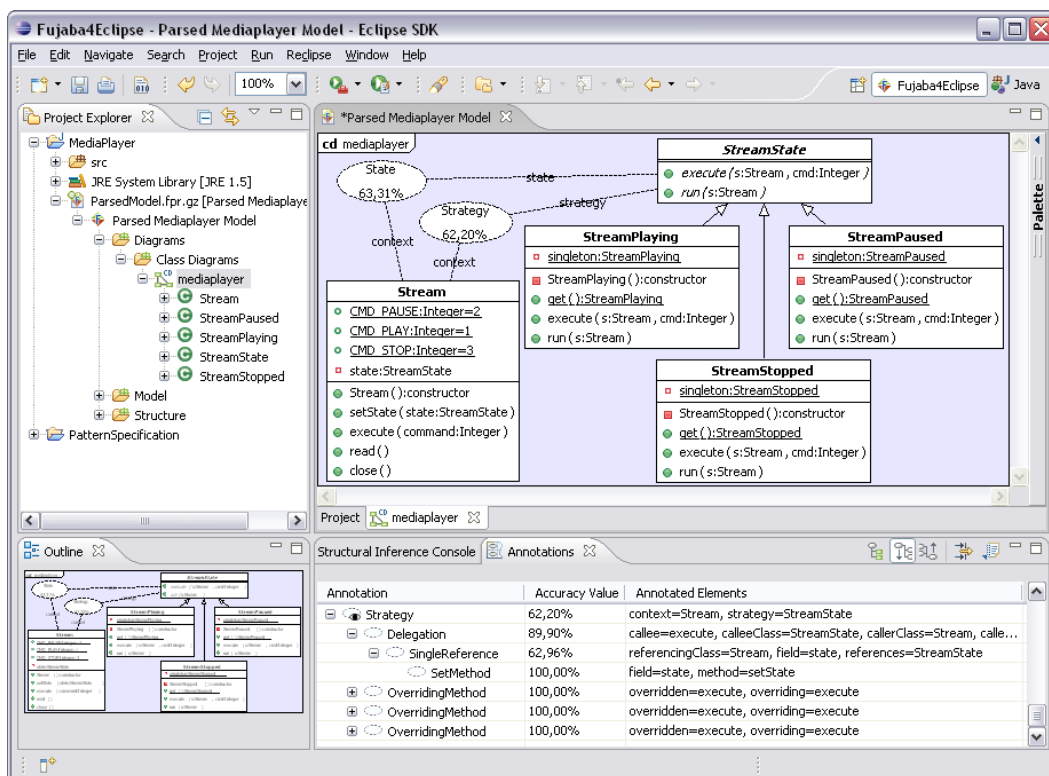 Fujaba4Eclipse - Parsed Mediaplayer Model - Eclipse SDK
File Edit Navigate Search Project Run Reclipse Window Help
100% Fujaba4Eclipse Java
Project Explorer
MediaPlayer
src
JRE System Library [JRE 1.5]
ParsedModel.fpr.gz [Parsed Mediaplaye
Parsed Mediaplayer Model
Diagrams
Class Diagrams
mediaplayer
Stream
StreamPaused
StreamPlaying
StreamState
StreamStopped
Model
Structure
PatternSpecification
*Parsed Mediaplayer Model
cd mediaplayer
State
63,31%
state
Strategy
62,20%
strategy
context
context
StreamState
execute(s:Stream,cmd:Integer)
run(s:Stream)
StreamPlaying
singleton:StreamPlaying
StreamPlaying():constructor
get():StreamPlaying
execute(s:Stream,cmd:Integer)
run(s:Stream)
StreamPaused
singleton:StreamPaused
StreamPaused():constructor
get():StreamPaused
execute(s:Stream,cmd:Integer)
run(s:Stream)
Stream
CMD_PAUSE:Integer=2
CMD_PLAY:Integer=1
CMD_STOP:Integer=3
state:StreamState
Stream():constructor
setState(state:StreamState)
execute(command:Integer)
read()
close()
StreamStopped
singleton:StreamStopped
StreamStopped():constructor
get():StreamStopped
execute(s:Stream,cmd:Integer)
run(s:Stream)
Palette
Project mediaplayer
Outline
Structural Inference Console Annotations
Annotation Accuracy Value Annotated Elements
Strategy 62,20% context=Stream, strategy=StreamState
Delegation 89,90% callee=execute, calleeClass=StreamState, callerClass=Stream, calle...
SingleReference 62,96% referencingClass=Stream, field=state, references=StreamState
SetMethod 100,00% field=state, method=setState
OverridingMethod 100,00% overridden=execute, overriding=execute
OverridingMethod 100,00% overridden=execute, overriding=execute
OverridingMethod 100,00% overridden=execute, overriding=execute